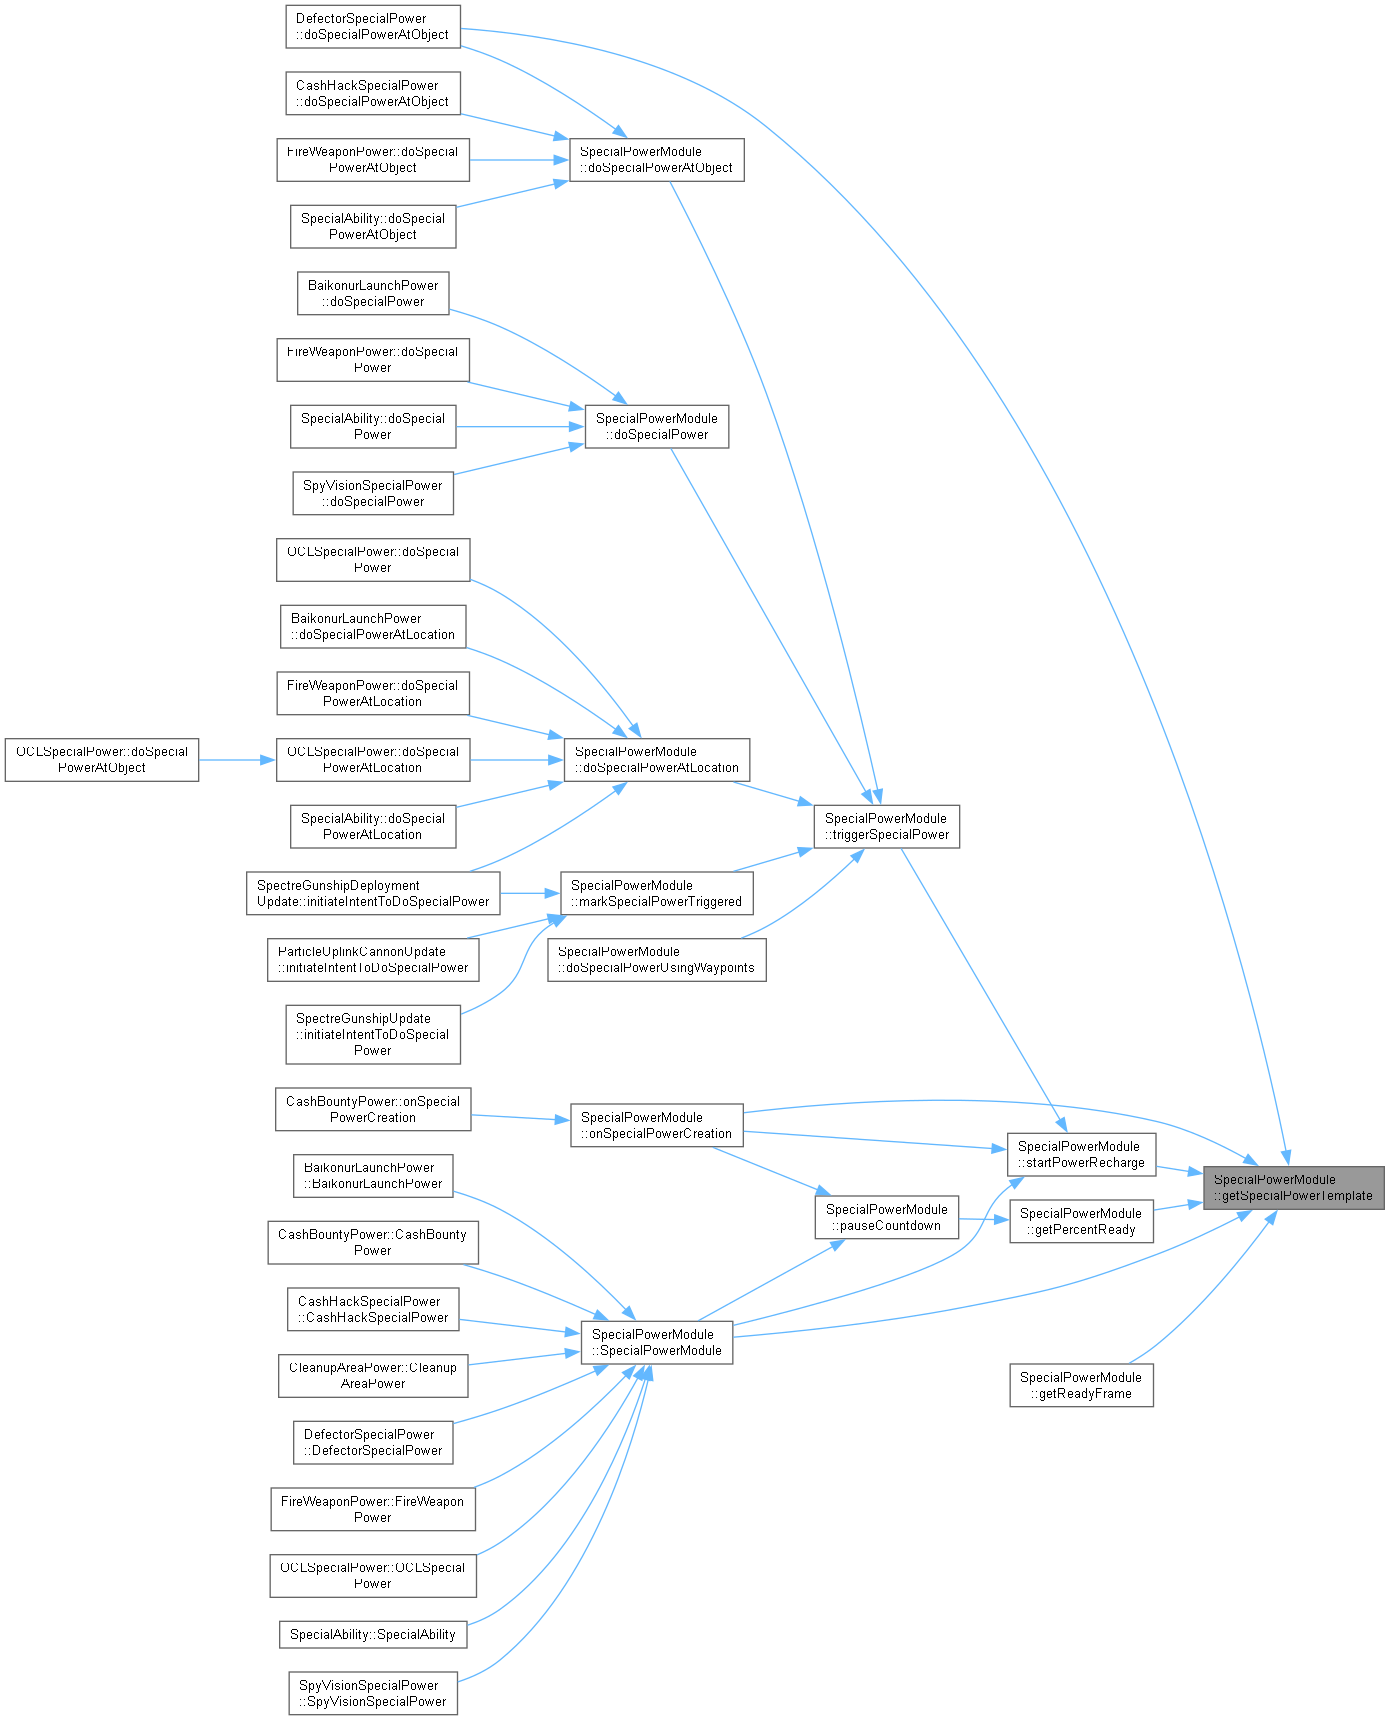 DefectorSpecialPower
::doSpecialPowerAtObject
CashHackSpecialPower
::doSpecialPowerAtObject
FireWeaponPower::doSpecial
PowerAtObject
SpecialPowerModule
::doSpecialPowerAtObject
SpecialAbility::doSpecial
PowerAtObject
BaikonurLaunchPower
::doSpecialPower
FireWeaponPower::doSpecial
Power
SpecialAbility::doSpecial
Power
SpecialPowerModule
::doSpecialPower
SpyVisionSpecialPower
::doSpecialPower
OCLSpecialPower::doSpecial
Power
BaikonurLaunchPower
::doSpecialPowerAtLocation
FireWeaponPower::doSpecial
PowerAtLocation
OCLSpecialPower::doSpecial
PowerAtObject
OCLSpecialPower::doSpecial
PowerAtLocation
SpecialPowerModule
::doSpecialPowerAtLocation
SpecialAbility::doSpecial
PowerAtLocation
SpecialPowerModule
::triggerSpecialPower
SpectreGunshipDeployment
Update::initiateIntentToDoSpecialPower
SpecialPowerModule
::markSpecialPowerTriggered
ParticleUplinkCannonUpdate
::initiateIntentToDoSpecialPower
SpecialPowerModule
::doSpecialPowerUsingWaypoints
SpectreGunshipUpdate
::initiateIntentToDoSpecial
Power
CashBountyPower::onSpecial
PowerCreation
SpecialPowerModule
::onSpecialPowerCreation
SpecialPowerModule
::startPowerRecharge
BaikonurLaunchPower
::BaikonurLaunchPower
SpecialPowerModule
::getSpecialPowerTemplate
SpecialPowerModule
::pauseCountdown
SpecialPowerModule
::getPercentReady
CashBountyPower::CashBounty
Power
CashHackSpecialPower
::CashHackSpecialPower
SpecialPowerModule
::SpecialPowerModule
CleanupAreaPower::Cleanup
AreaPower
SpecialPowerModule
::getReadyFrame
DefectorSpecialPower
::DefectorSpecialPower
FireWeaponPower::FireWeapon
Power
OCLSpecialPower::OCLSpecial
Power
SpecialAbility::SpecialAbility
SpyVisionSpecialPower
::SpyVisionSpecialPower